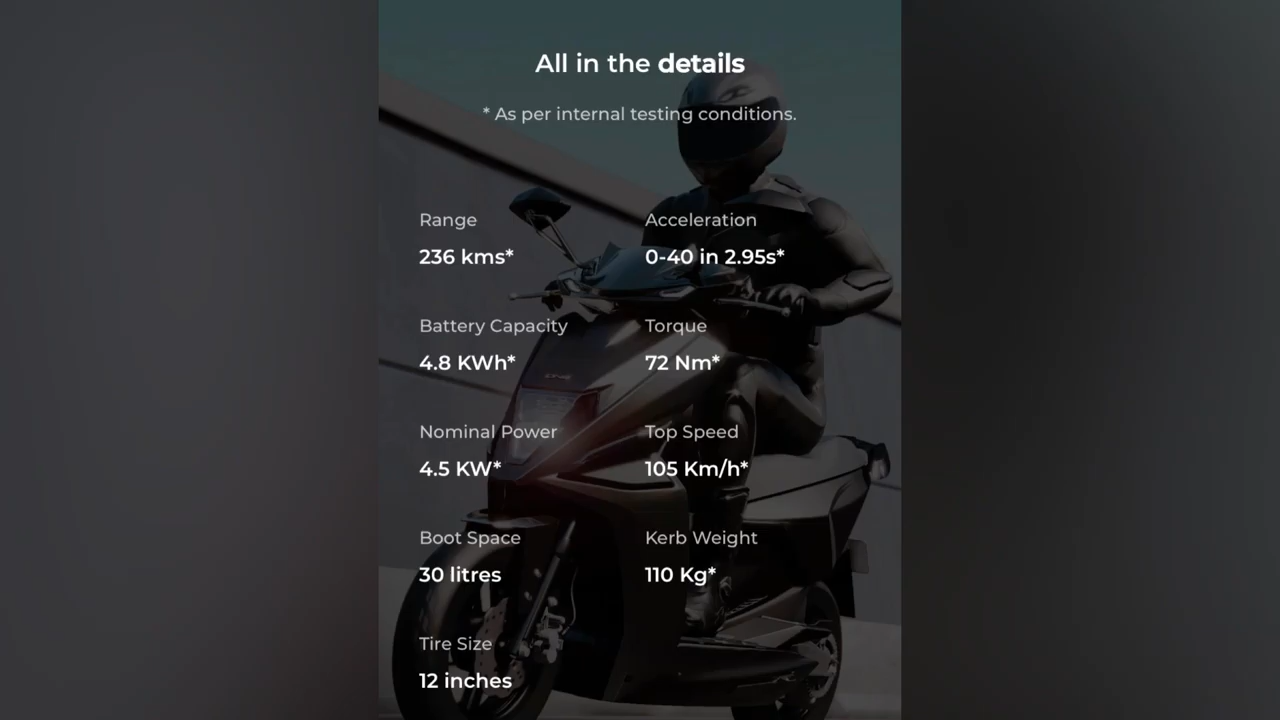 All in the details
* As per internal testing conditions.
Range
236 kms*
Acceleration
0-40 in 2.95s*
Battery Capacity
4.8 KWh*
Torque
72 Nm*
Nominal Power
4.5 KW*
Top Speed
105 Km/h*
Boot Space
30 litres
Kerb Weight
110 Kg*
Tire Size
12 inches